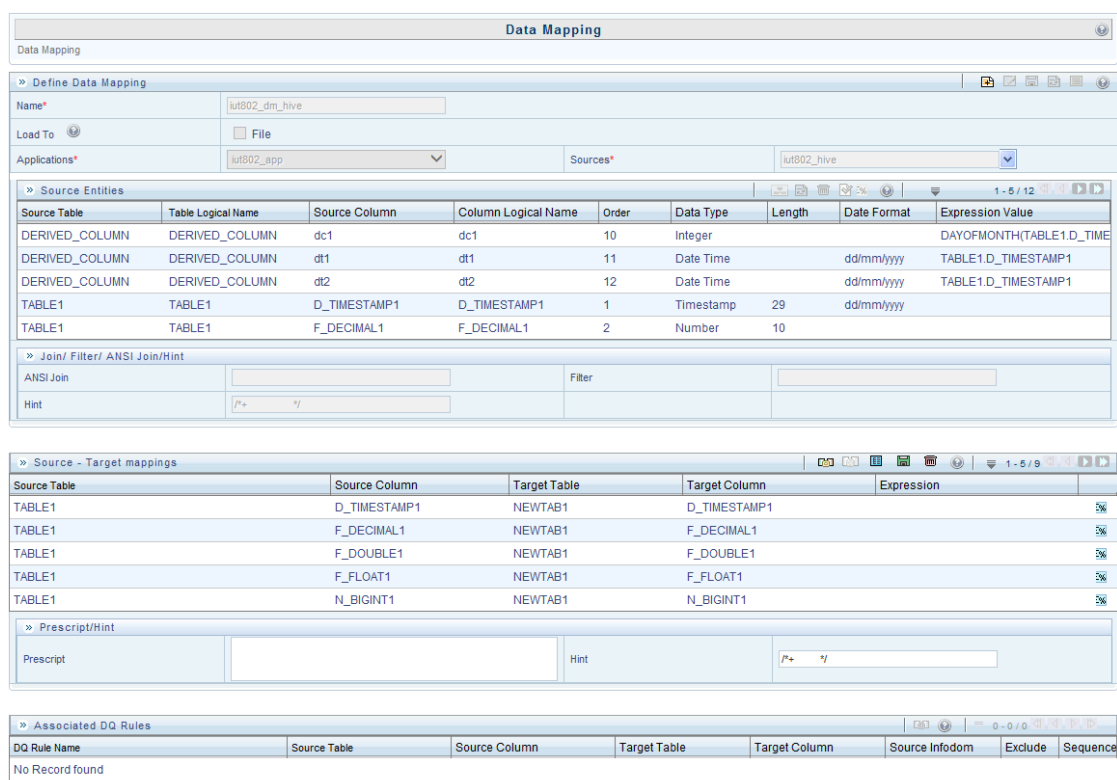 Data Mapping
Data Mapping
» Define Data Mapping
Name* iut802_dm_hive
Load To File
Applications* iut802_app Sources* iut802_hive
» Source Entities 1 - 5 / 12
Source Table Table Logical Name Source Column Column Logical Name Order Data Type Length Date Format Expression Value
DERIVED_COLUMN DERIVED_COLUMN dc1 dc1 10 Integer DAYOFMONTH(TABLE1.D_TIME
DERIVED_COLUMN DERIVED_COLUMN dt1 dt1 11 Date Time dd/mm/yyyy TABLE1.D_TIMESTAMP1
DERIVED_COLUMN DERIVED_COLUMN dt2 dt2 12 Date Time dd/mm/yyyy TABLE1.D_TIMESTAMP1
TABLE1 TABLE1 D_TIMESTAMP1 D_TIMESTAMP1 1 Timestamp 29 dd/mm/yyyy
TABLE1 TABLE1 F_DECIMAL1 F_DECIMAL1 2 Number 10
» Join/ Filter/ ANSI Join/Hint
ANSI Join Filter
Hint /*+ */
» Source - Target mappings 1 - 5 / 9
Source Table Source Column Target Table Target Column Expression
TABLE1 D_TIMESTAMP1 NEWTAB1 D_TIMESTAMP1
TABLE1 F_DECIMAL1 NEWTAB1 F_DECIMAL1
TABLE1 F_DOUBLE1 NEWTAB1 F_DOUBLE1
TABLE1 F_FLOAT1 NEWTAB1 F_FLOAT1
TABLE1 N_BIGINT1 NEWTAB1 N_BIGINT1
» Prescript/Hint
Prescript Hint /*+ */
» Associated DQ Rules 0 - 0 / 0
DQ Rule Name Source Table Source Column Target Table Target Column Source Infodom Exclude Sequence
No Record found